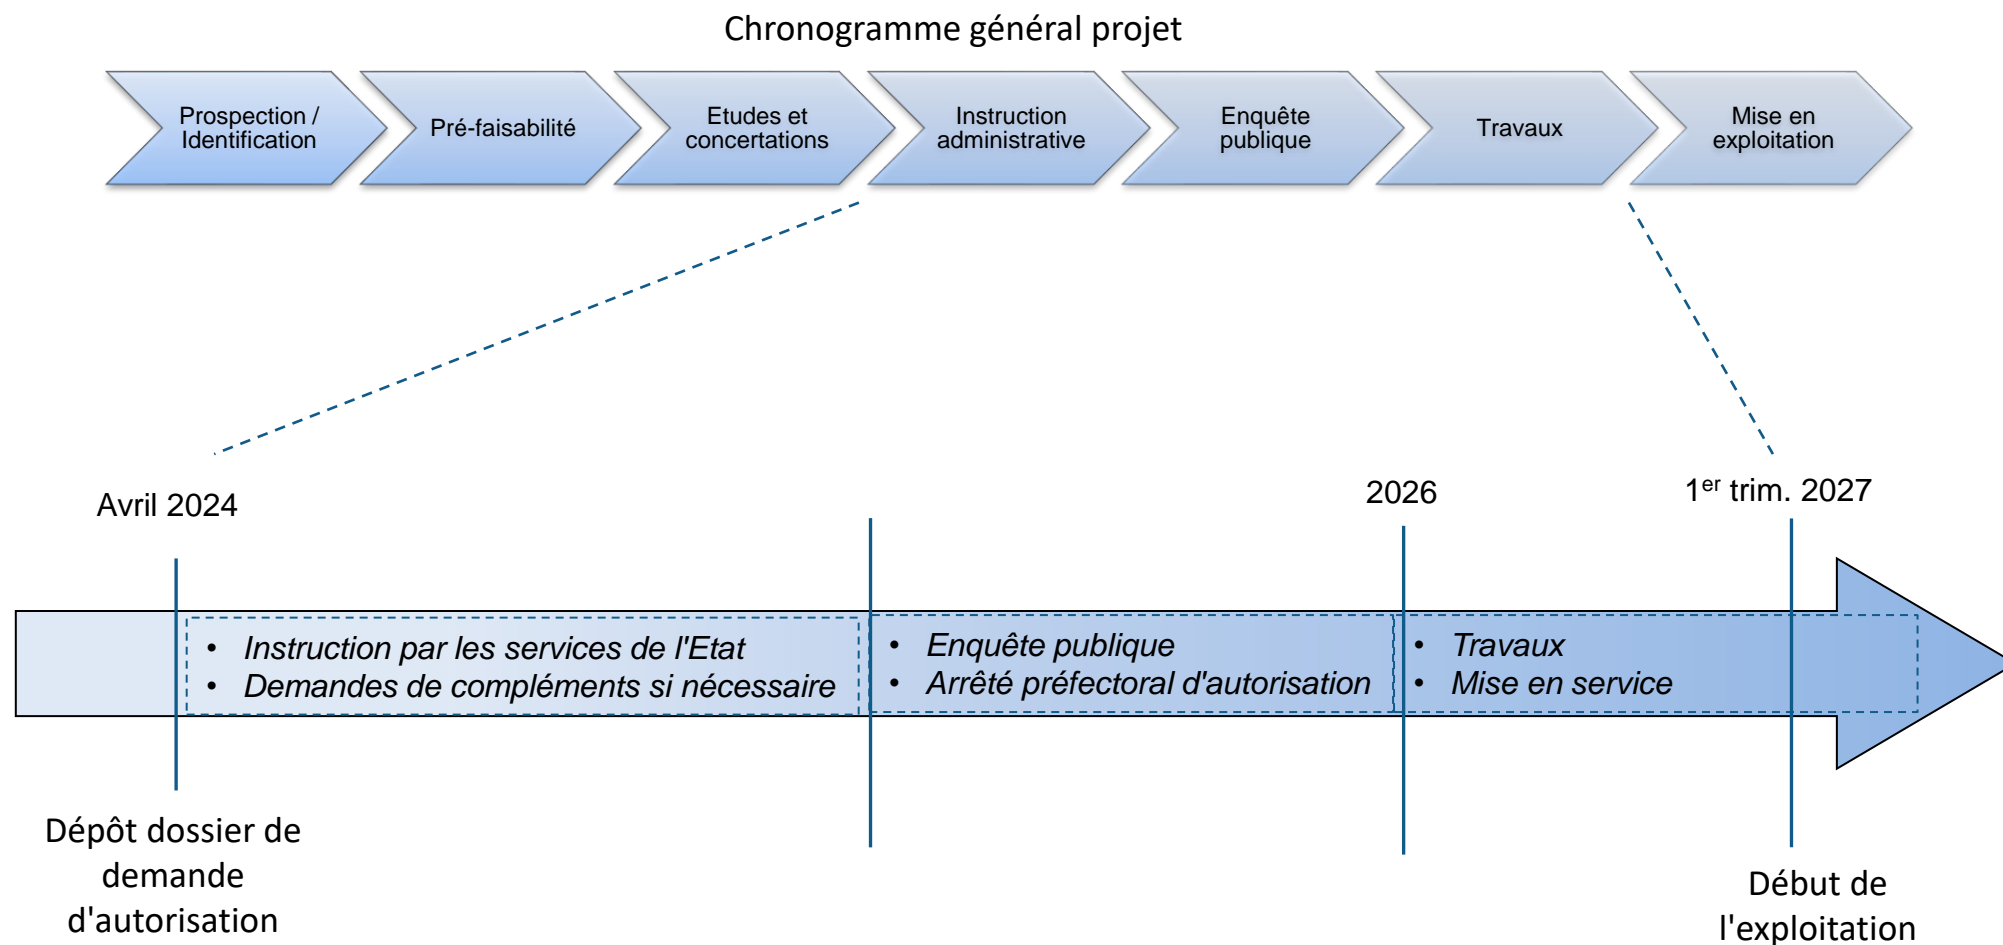 Chronogramme général projet
Prospection /
Identification
Pré-faisabilité
Etudes et
concertations
Instruction
administrative
Enquête
publique
Travaux
Mise en
exploitation
Avril 2024
2026
1er trim. 2027
• Instruction par les services de l'Etat
• Demandes de compléments si nécessaire
• Enquête publique
• Arrêté préfectoral d'autorisation
• Travaux
• Mise en service
Dépôt dossier de
demande
d'autorisation
Début de
l'exploitation